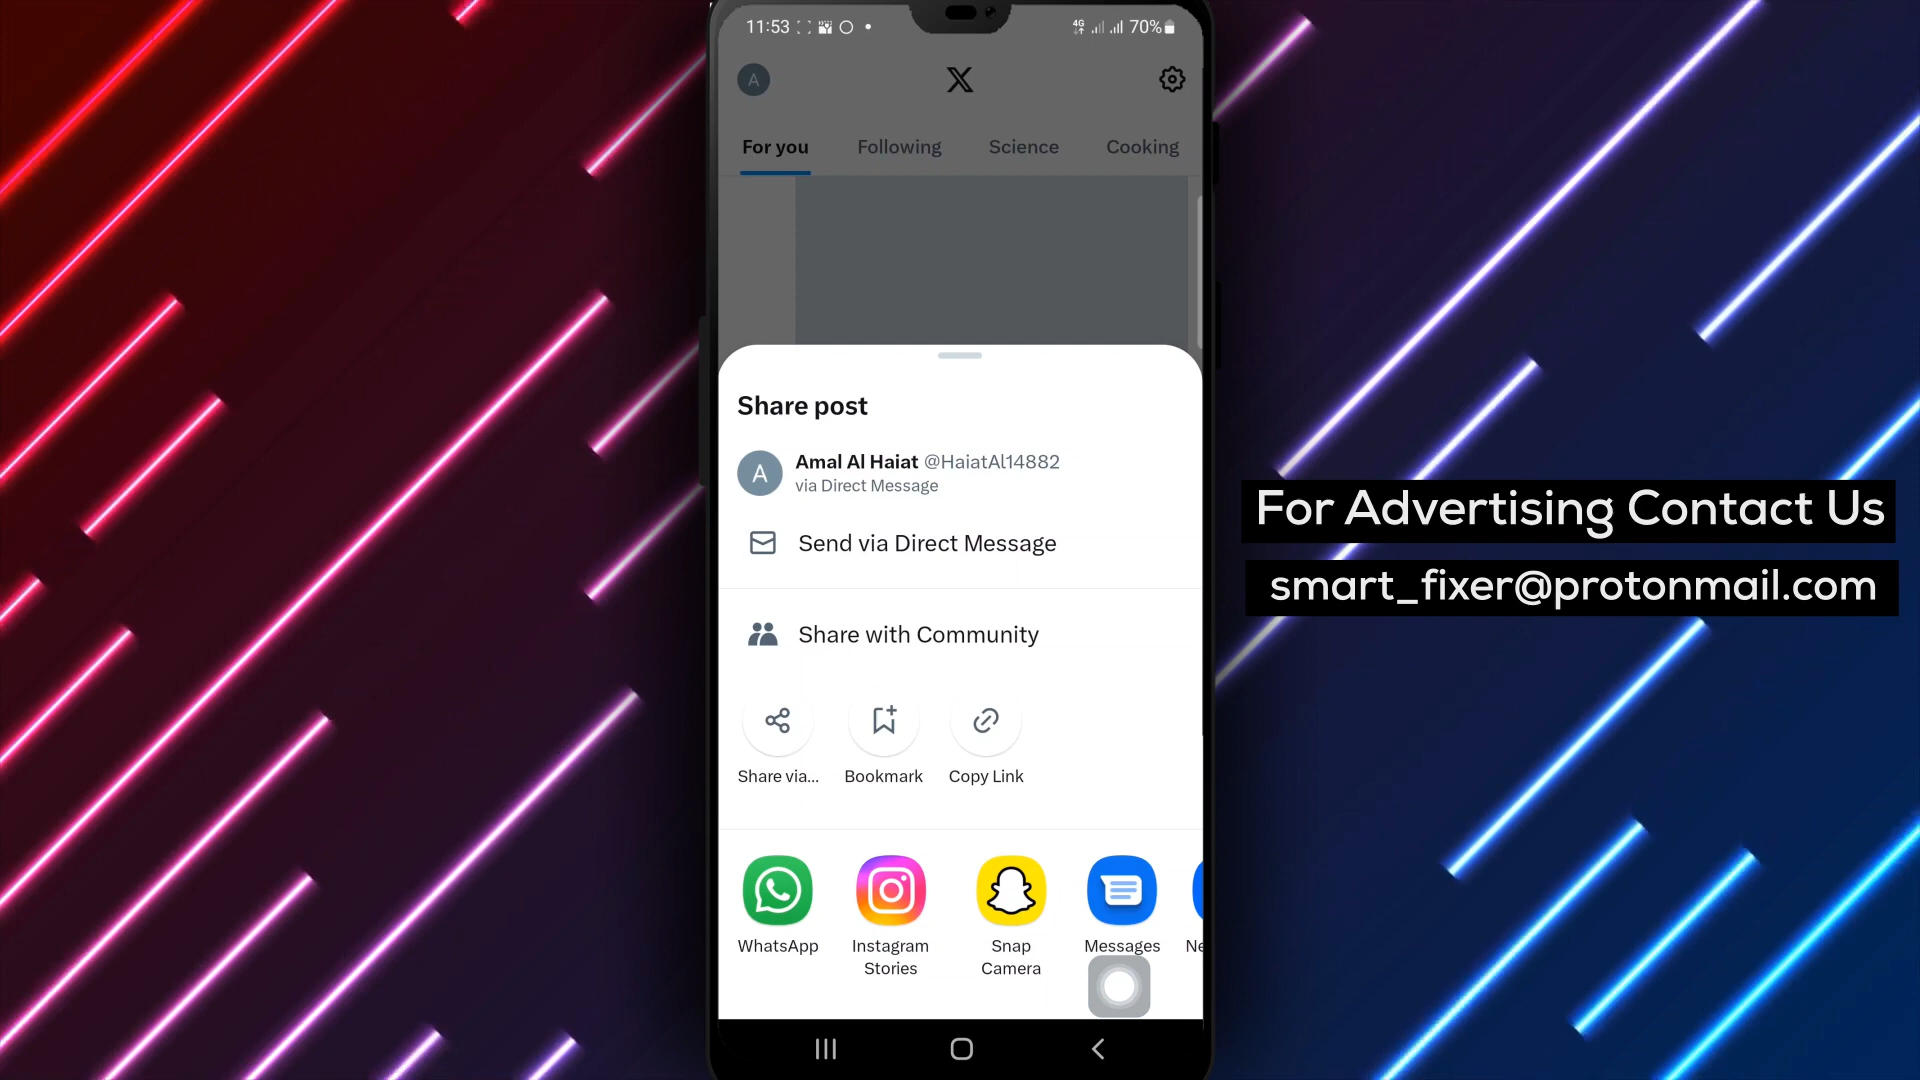 11:53
4G 70%
A
X
For you Following Science Cooking
Share post
A
Amal Al Haiat @HaiatAl14882
via Direct Message
Send via Direct Message
Share with Community
Share via... Bookmark Copy Link
WhatsApp Instagram Stories Snap Camera Messages Ne
For Advertising Contact Us
smart_fixer@protonmail.com